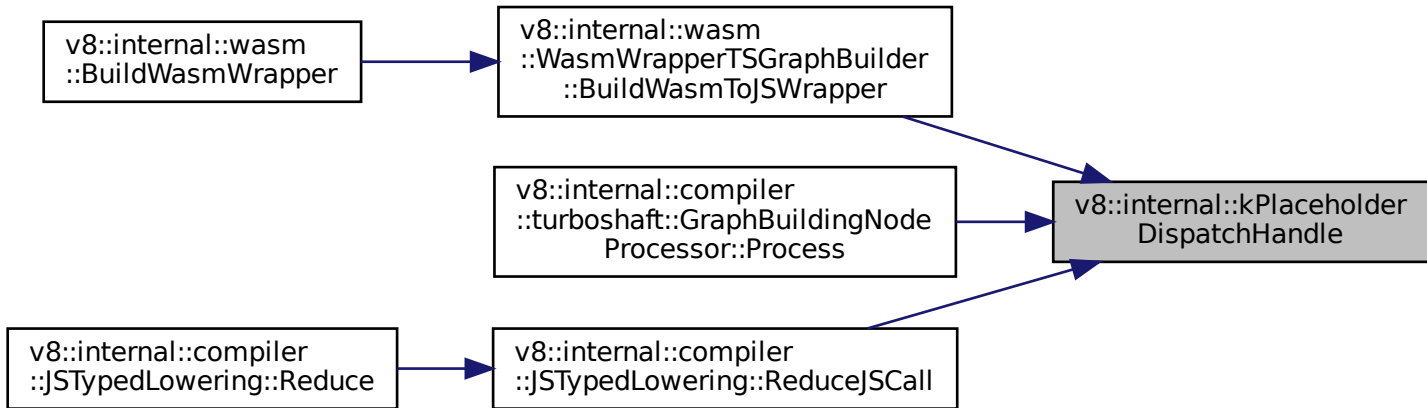 v8::internal::wasm
::BuildWasmWrapper
v8::internal::wasm
::WasmWrapperTSGraphBuilder
::BuildWasmToJSWrapper
v8::internal::compiler
::turboshaft::GraphBuildingNode
Processor::Process
v8::internal::kPlaceholder
DispatchHandle
v8::internal::compiler
::JSTypedLowering::Reduce
v8::internal::compiler
::JSTypedLowering::ReduceJSCall